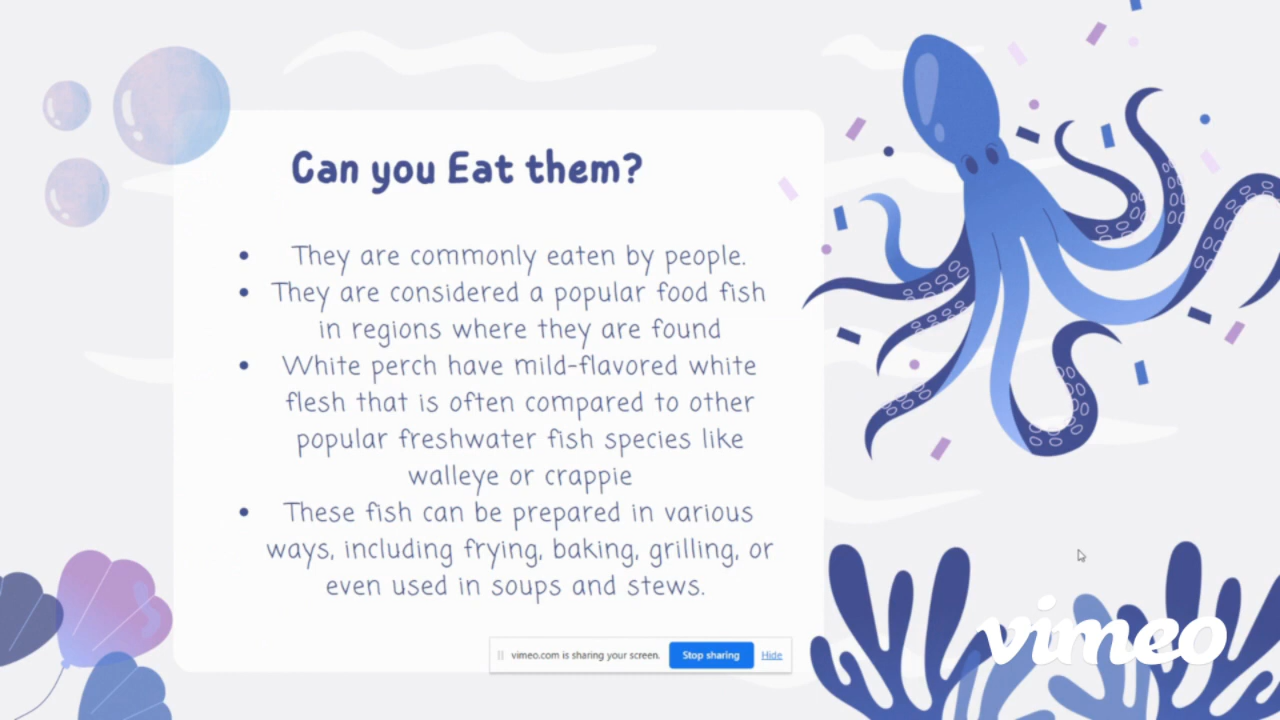 Can you Eat them?
They are commonly eaten by people.
They are considered a popular food fish
in regions where they are found
White perch have mild-flavored white
flesh that is often compared to other
popular freshwater fish species like
walleye or crappie
These fish can be prepared in various
ways, including frying, baking, grilling, or
even used in soups and stews.
vimeo
vimeo.com is sharing your screen. Stop sharing Hide